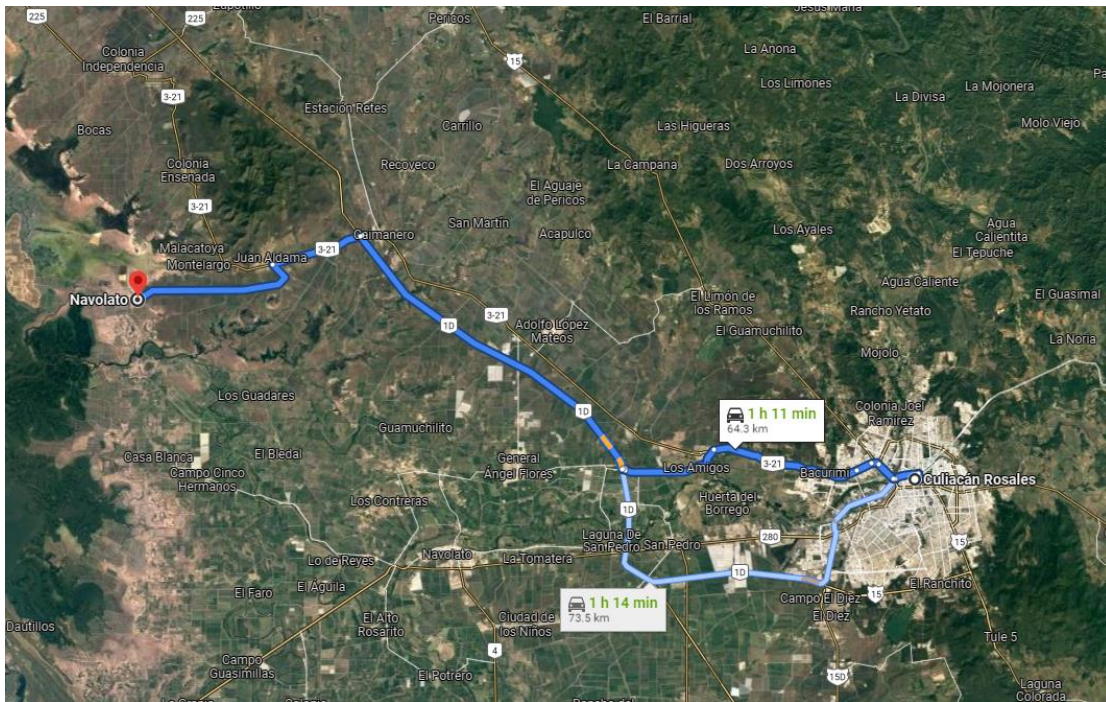 225
225
Pericos
El Barrial
Colonia
Independencia
15
La Anona
Los Limones
La Mojonera
3-21
La Divisa
Estación Retes
Carrillo
Las Higueras
Molo Viejo
Bocas
Colonia
Ensenada
Recoveco
La Campana
Dos Arroyos
El Aguaje
de Pericos
3-21
San Martín
Acapulco
Los Ayales
Agua
Calientita
El Tepuche
Caimanero
Malacatoya
Montelargo
Juan Aldama
3-21
Navolato
Agua Caliente
El Guasimal
El Limón de
los Ramos
Rancho Yetato
3-21
1D
Adolfo López
Mateos
El Guamuchilito
La Noria
Mojolo
Los Guadares
1D
Guamuchilito
1 h 11 min
64.3 km
Colonia Joel
Ramírez
Casa Blanca
El Bledal
General
Ángel Flores
Los Amigos
3-21
Bacurimi
Culiacán Rosales
Campo Cinco
Hermanos
Los Contreras
1D
Huerta del
Borrego
Laguna De
San Pedro
San Pedro
280
Lo de Reyes
Navolato
La Tomatera
15
1D
El Águila
El Faro
1 h 14 min
73.5 km
Campo El Diez
El Diez
15
El Ranchito
Dautillos
El Alto
Rosarito
Ciudad de
los Niños
4
Tule 5
Campo
Guasimillas
El Potrero
15D
Laguna
Colorada